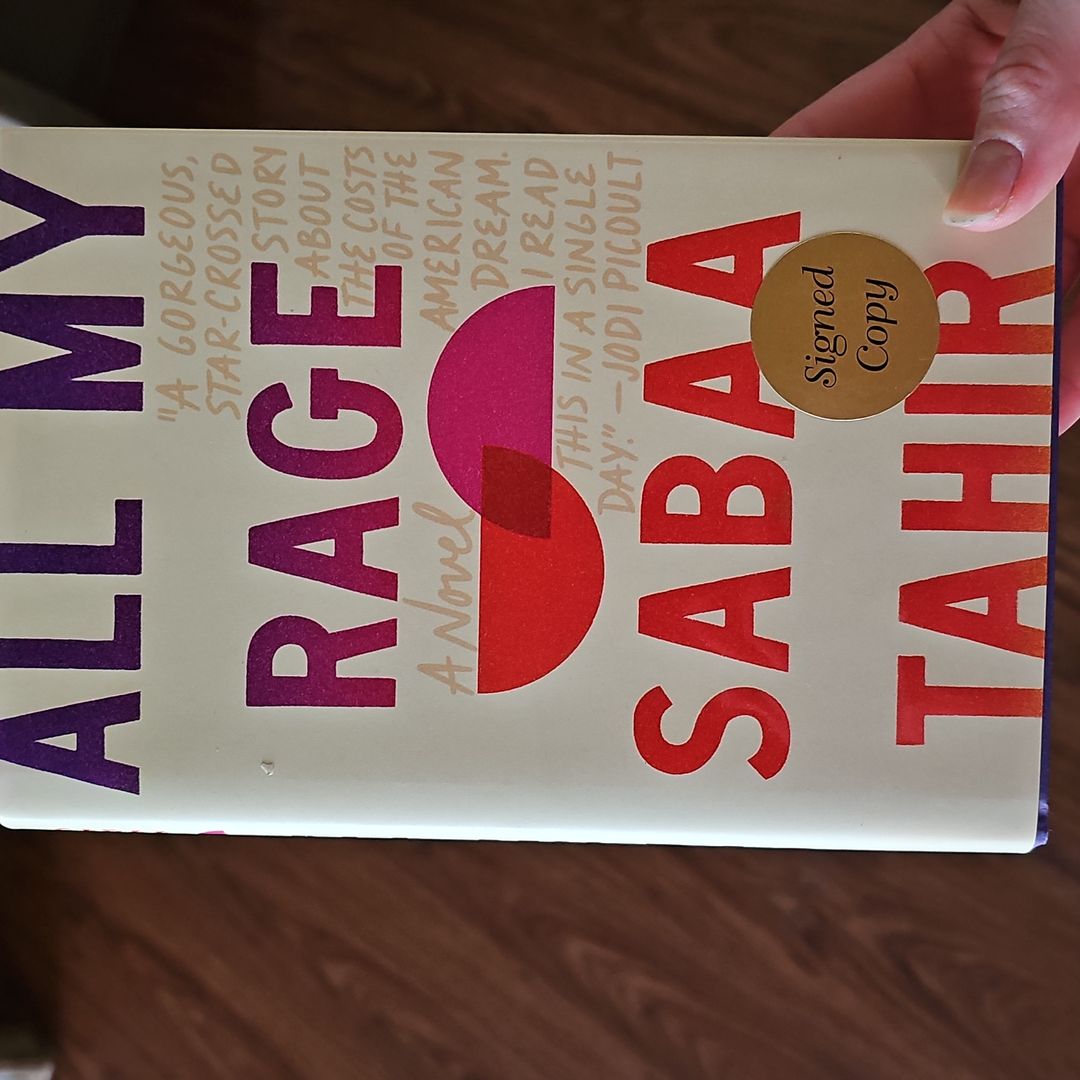 ALL MY
"A GORGEOUS,
STAR-CROSSED
STORY
ABOUT
THE COSTS
OF THE
AMERICAN
DREAM.
I READ
THIS IN A SINGLE
DAY." —JODI PICOULT
RAGE
A Novel
SABAA
TAHIR
Signed
Copy